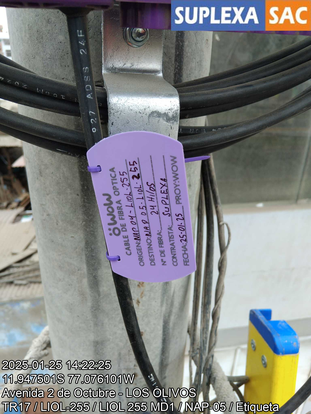 SUPLEXA SAC
027 ADSS 24F
WOW
CABLE DE FIBRA OPTICA
ORIGEN: MD 04-LIOL-255
DESTINO: NAP 05-LIOL-255
N° DE FIBRA: 24 Hilos
CONTRATISTA: SUPLEXA
FECHA: 25-01-25 PROY: WOW
2025-01-25 14:22:25
11.947501S 77.076101W
Avenida 2 de Octubre - LOS OLIVOS
TR17 / LIOL-255 / LIOL 255 MD1 / NAP 05 / Etiqueta